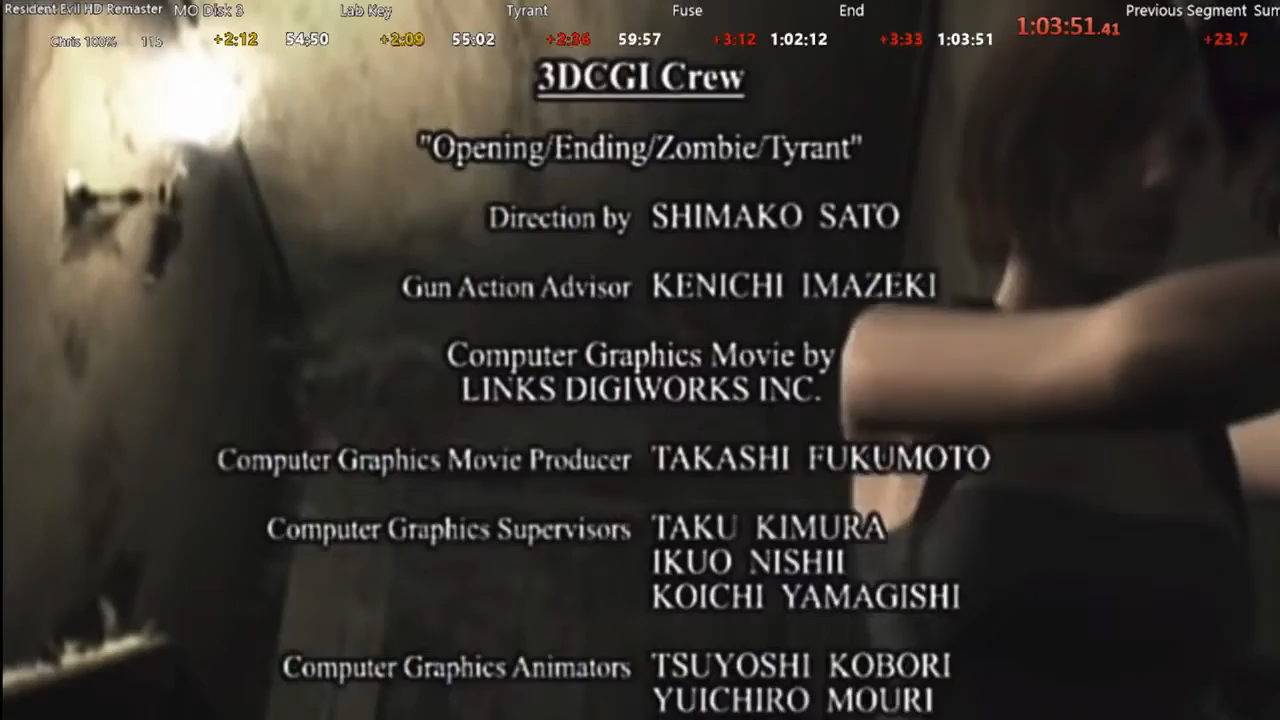 Resident Evil HD Remaster MO Disk 3 Lab Key Tyrant Fuse End 1:03:51.41 Previous Segment Sum
Chris 100% 115 +2:12 54:50 +2:09 55:02 +2:36 59:57 +3:12 1:02:12 +3:33 1:03:51 +23.7
3DCGI Crew
"Opening/Ending/Zombie/Tyrant"
Direction by SHIMAKO SATO
Gun Action Advisor KENICHI IMAZEKI
Computer Graphics Movie by
LINKS DIGIWORKS INC.
Computer Graphics Movie Producer TAKASHI FUKUMOTO
Computer Graphics Supervisors TAKU KIMURA
IKUO NISHII
KOICHI YAMAGISHI
Computer Graphics Animators TSUYOSHI KOBORI
YUICHIRO MOURI